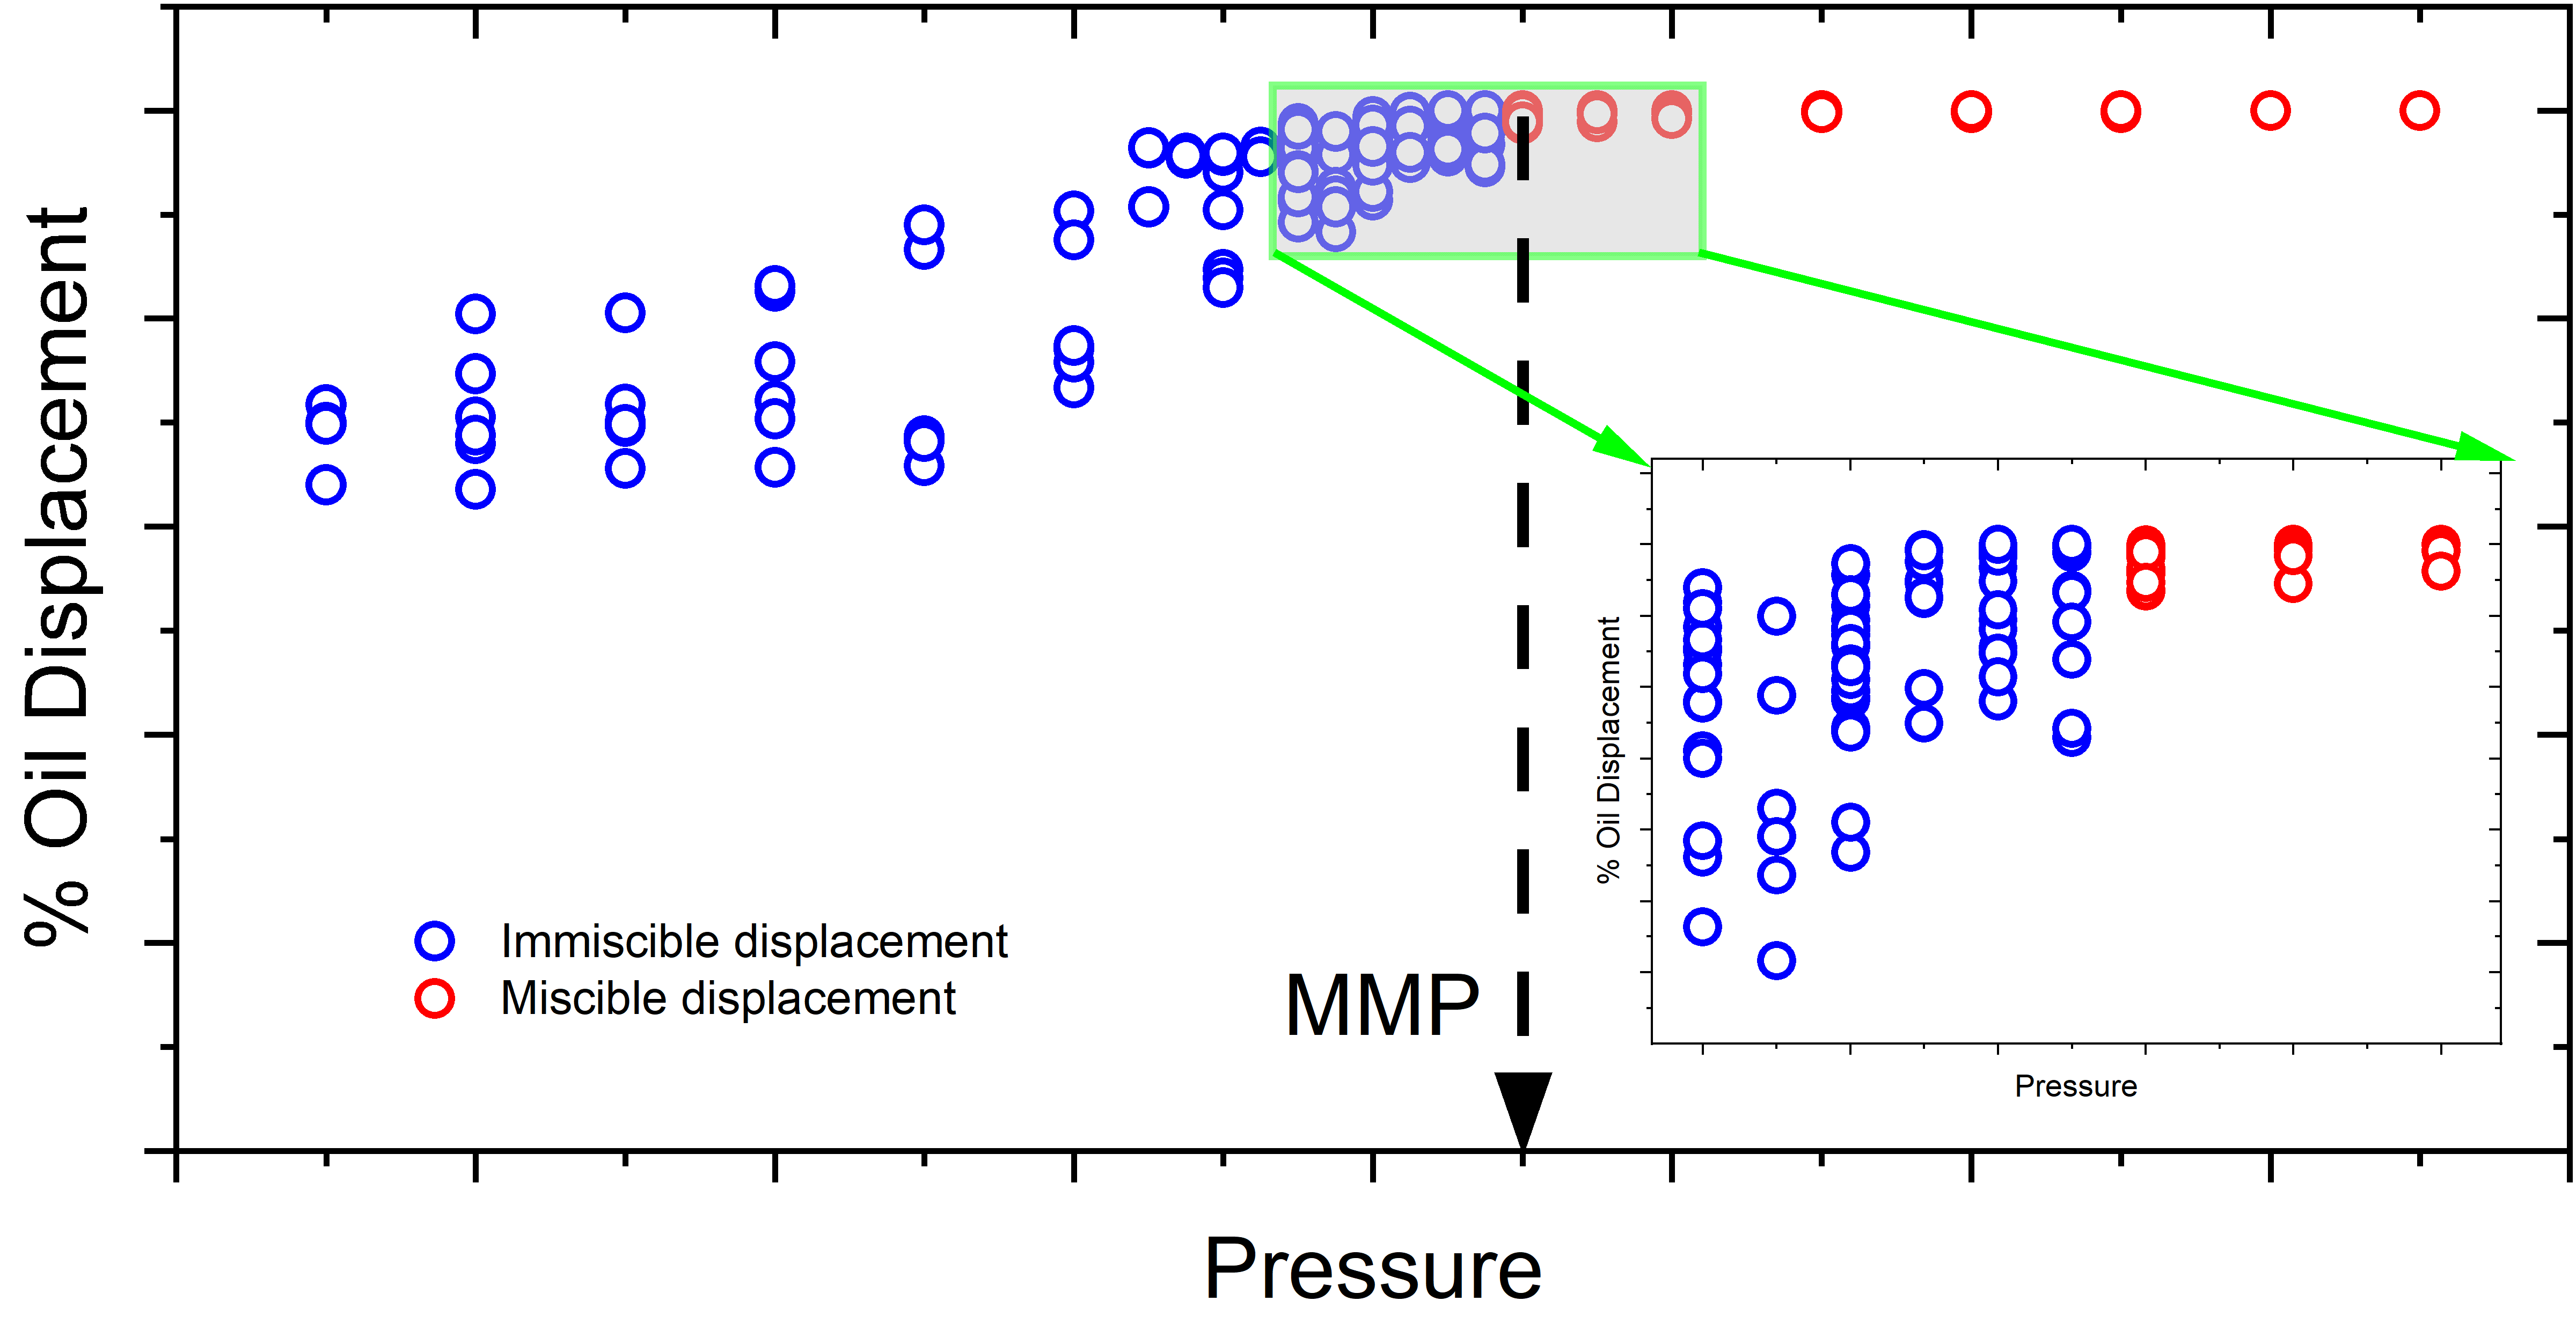 % Oil Displacement
Immiscible displacement
Miscible displacement
MMP
% Oil Displacement
Pressure
Pressure